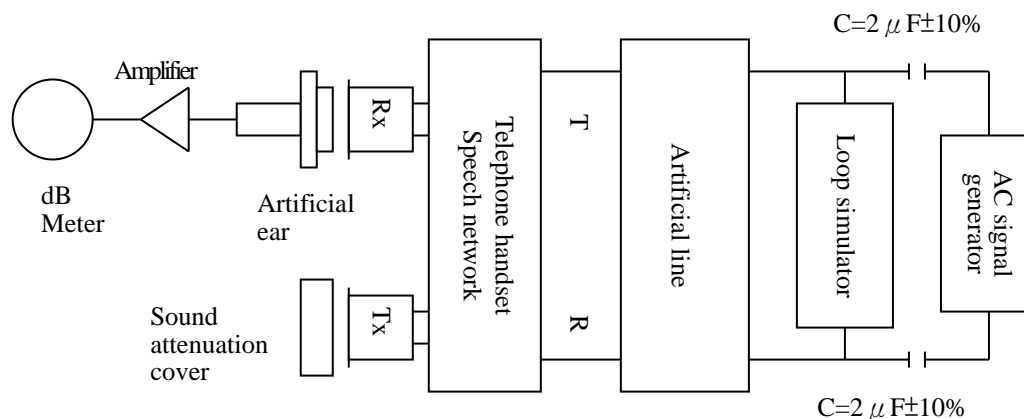 C=2 μF±10%
Amplifier
Rx
Telephone handset
Speech network
T
Artificial line
Loop simulator
AC signal
generator
dB
Meter
Artificial
ear
Tx
R
Sound
attenuation
cover
C=2 μF±10%